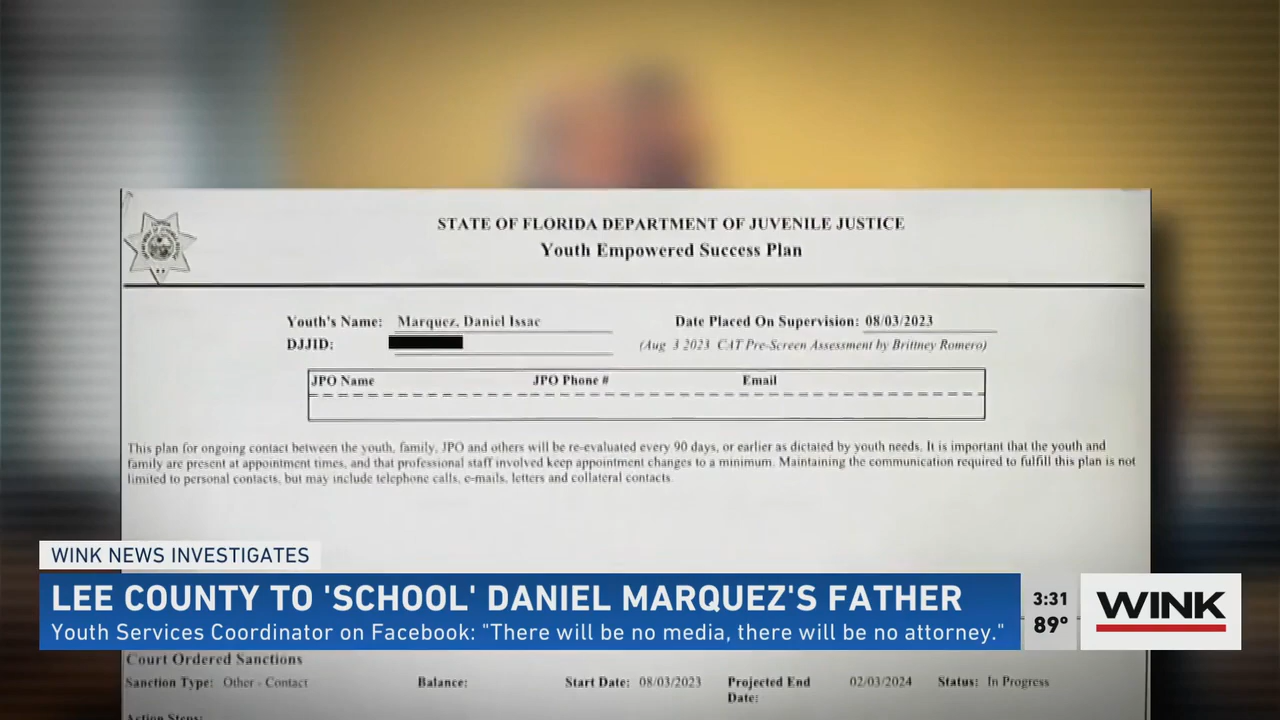 STATE OF FLORIDA DEPARTMENT OF JUVENILE JUSTICE
Youth Empowered Success Plan
Youth's Name: Marquez, Daniel Issac Date Placed On Supervision: 08/03/2023
DJJID: (Aug 3 2023 CAT Pre-Screen Assessment by Brittney Romero)
JPO Name JPO Phone # Email
This plan for ongoing contact between the youth, family, JPO and others will be re-evaluated every 90 days, or earlier as dictated by youth needs. It is important that the youth and
family are present at appointment times, and that professional staff involved keep appointment changes to a minimum. Maintaining the communication required to fulfill this plan is not
limited to personal contacts, but may include telephone calls, e-mails, letters and collateral contacts.
WINK NEWS INVESTIGATES
LEE COUNTY TO 'SCHOOL' DANIEL MARQUEZ'S FATHER
Youth Services Coordinator on Facebook: "There will be no media, there will be no attorney."
3:31
89°
WINK
Court Ordered Sanctions
Sanction Type: Other - Contact Balance: Start Date: 08/03/2023 Projected End 02/03/2024 Status: In Progress
Date:
Action Steps: